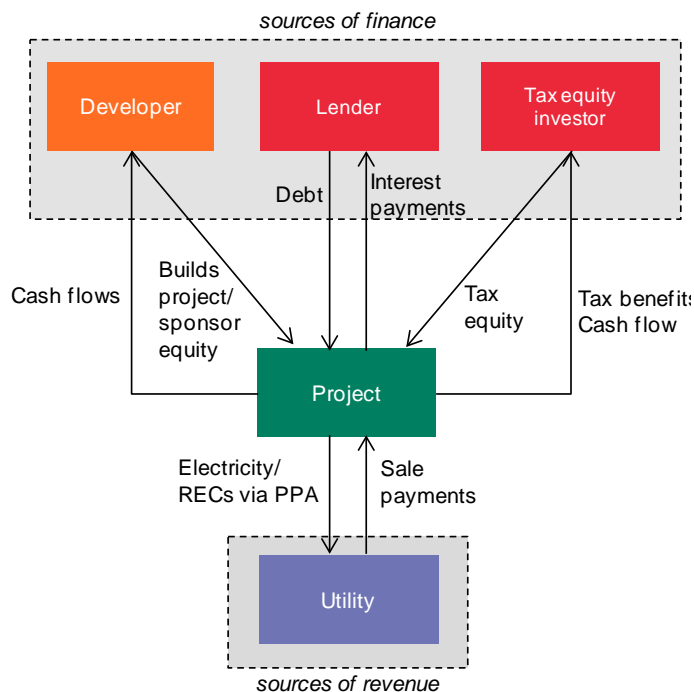 sources of finance
Developer
Lender
Tax equity
investor
Debt
Interest
payments
Cash flows
Builds
project/
sponsor
equity
Tax
equity
Tax benefits
Cash flow
Project
Electricity/
RECs via PPA
Sale
payments
Utility
sources of revenue